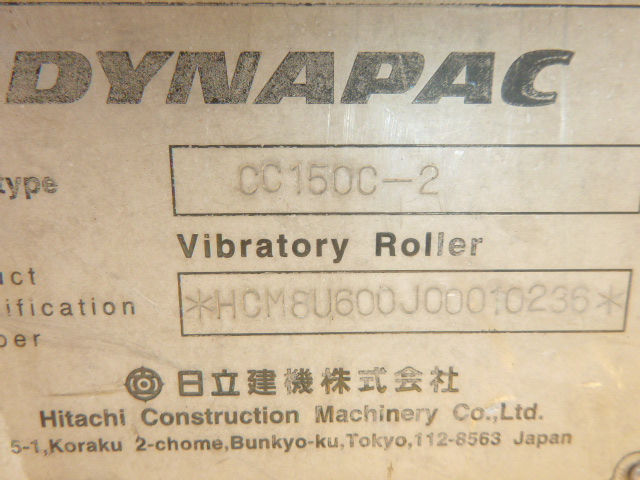 DYNAPAC
type CC150C-2
Vibratory Roller
*HCM8U600J00010236*
日立建機株式会社
Hitachi Construction Machinery Co.,Ltd.
5-1,Koraku 2-chome,Bunkyo-ku,Tokyo,112-8563 Japan